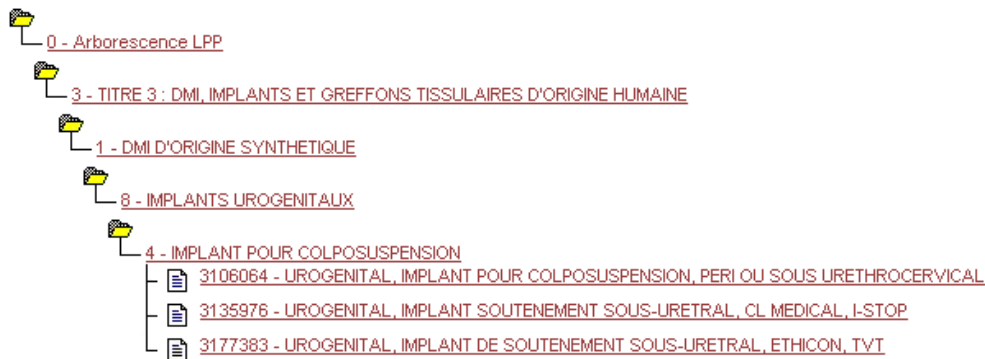 0 - Arborescence LPP
3 - TITRE 3 : DMI, IMPLANTS ET GREFFONS TISSULAIRES D'ORIGINE HUMAINE
1 - DMI D'ORIGINE SYNTHETIQUE
8 - IMPLANTS UROGENITAUX
4 - IMPLANT POUR COLPOSUSPENSION
3106064 - UROGENITAL, IMPLANT POUR COLPOSUSPENSION, PERI OU SOUS URETHROCERVICAL
3135976 - UROGENITAL, IMPLANT SOUTENEMENT SOUS-URETRAL, CL MEDICAL, I-STOP
3177383 - UROGENITAL, IMPLANT DE SOUTENEMENT SOUS-URETRAL, ETHICON, TVT